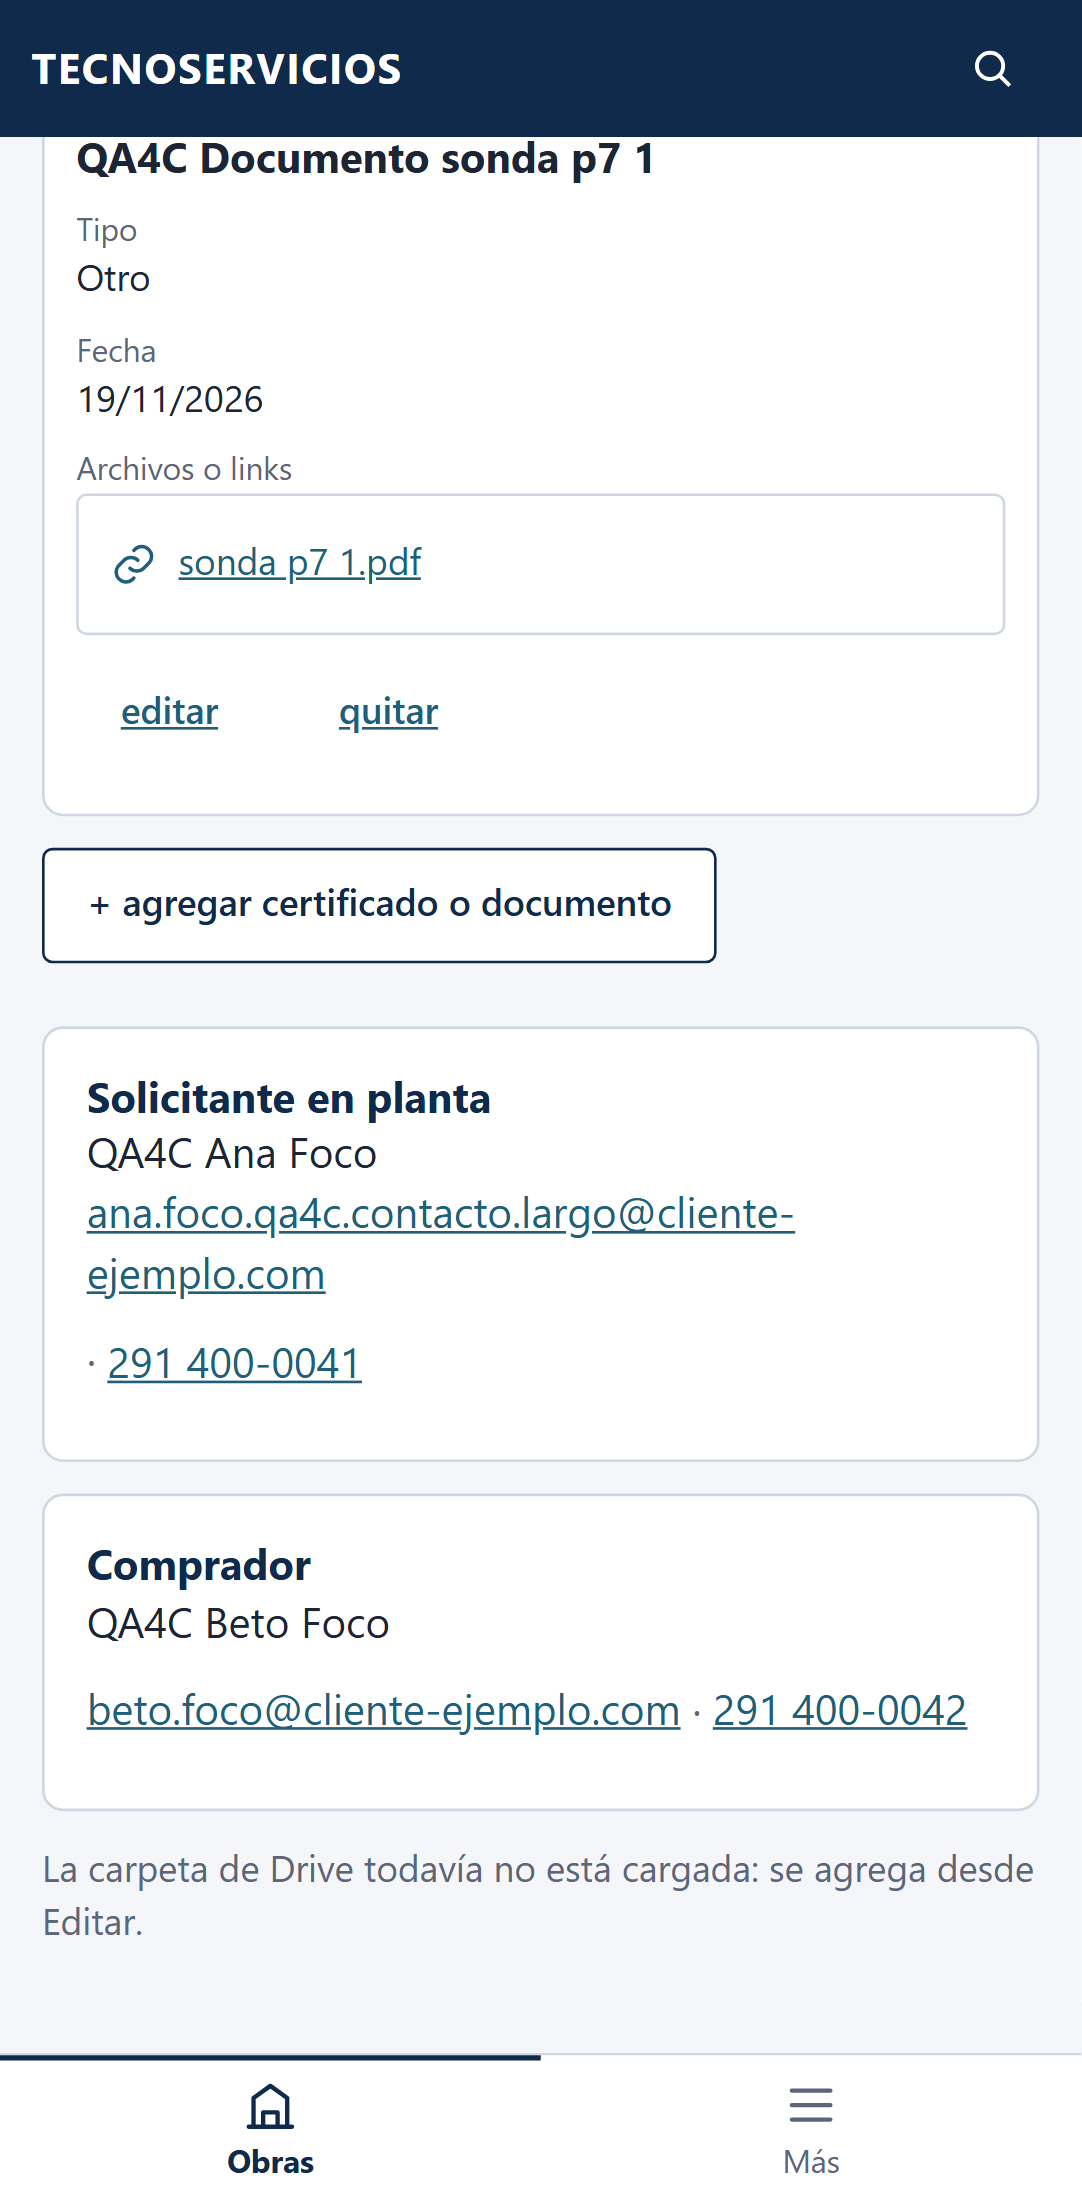 TECNOSERVICIOS
QA4C Documento sonda p7 1
Tipo
Otro
Fecha
19/11/2026
Archivos o links
sonda p7 1.pdf
editar quitar
+ agregar certificado o documento
Solicitante en planta
QA4C Ana Foco
ana.foco.qa4c.contacto.largo@cliente-
ejemplo.com
· 291 400-0041
Comprador
QA4C Beto Foco
beto.foco@cliente-ejemplo.com · 291 400-0042
La carpeta de Drive todavía no está cargada: se agrega desde
Editar.
Obras Más